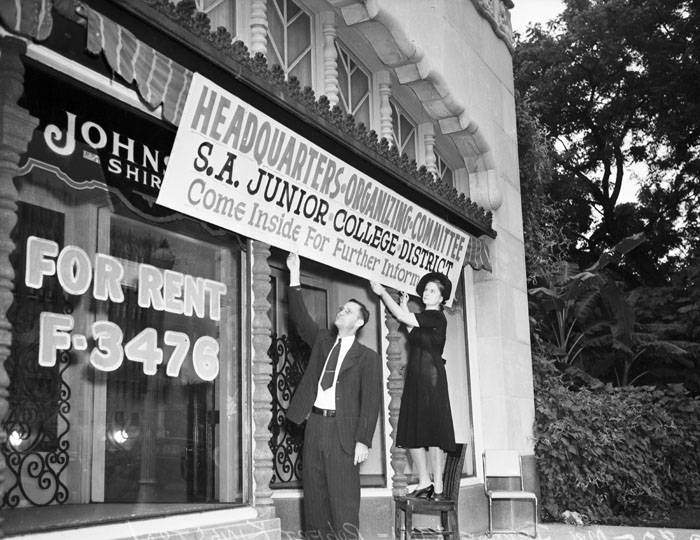 JOHNS
SHIR
HEADQUARTERS-ORGANIZING-COMMITTEE
S.A. JUNIOR COLLEGE DISTRICT
Come Inside For Further Inform
FOR RENT
F-3476